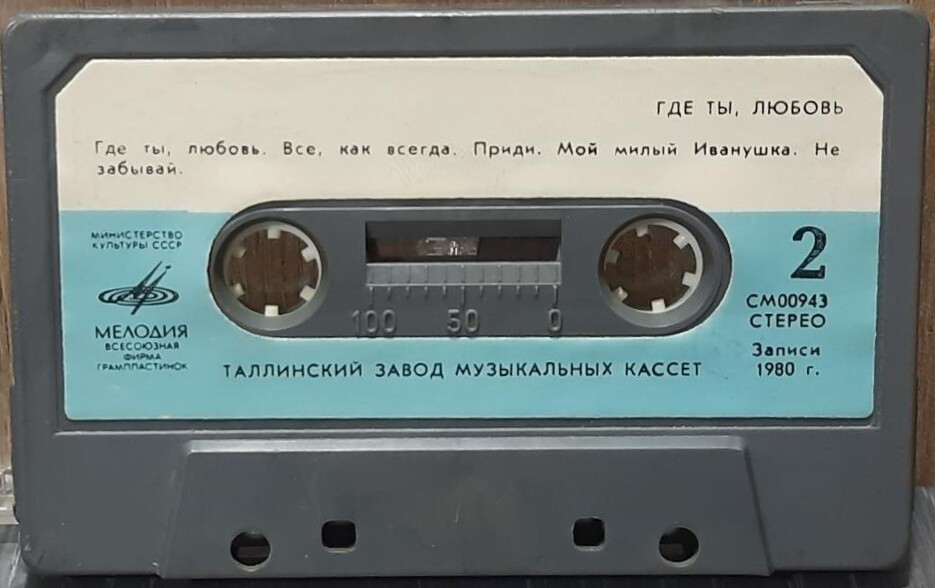 ГДЕ ТЫ, ЛЮБОВЬ
Где ты, любовь. Все, как всегда. Приди. Мой милый Иванушка. Не
забывай.
МИНИСТЕРСТВО
КУЛЬТУРЫ СССР
МЕЛОДИЯ
ВСЕСОЮЗНАЯ
ФИРМА
ГРАМПЛАСТИНОК
2
СМ00943
СТЕРЕО
Записи
1980 г.
100 50 0
ТАЛЛИНСКИЙ ЗАВОД МУЗЫКАЛЬНЫХ КАССЕТ